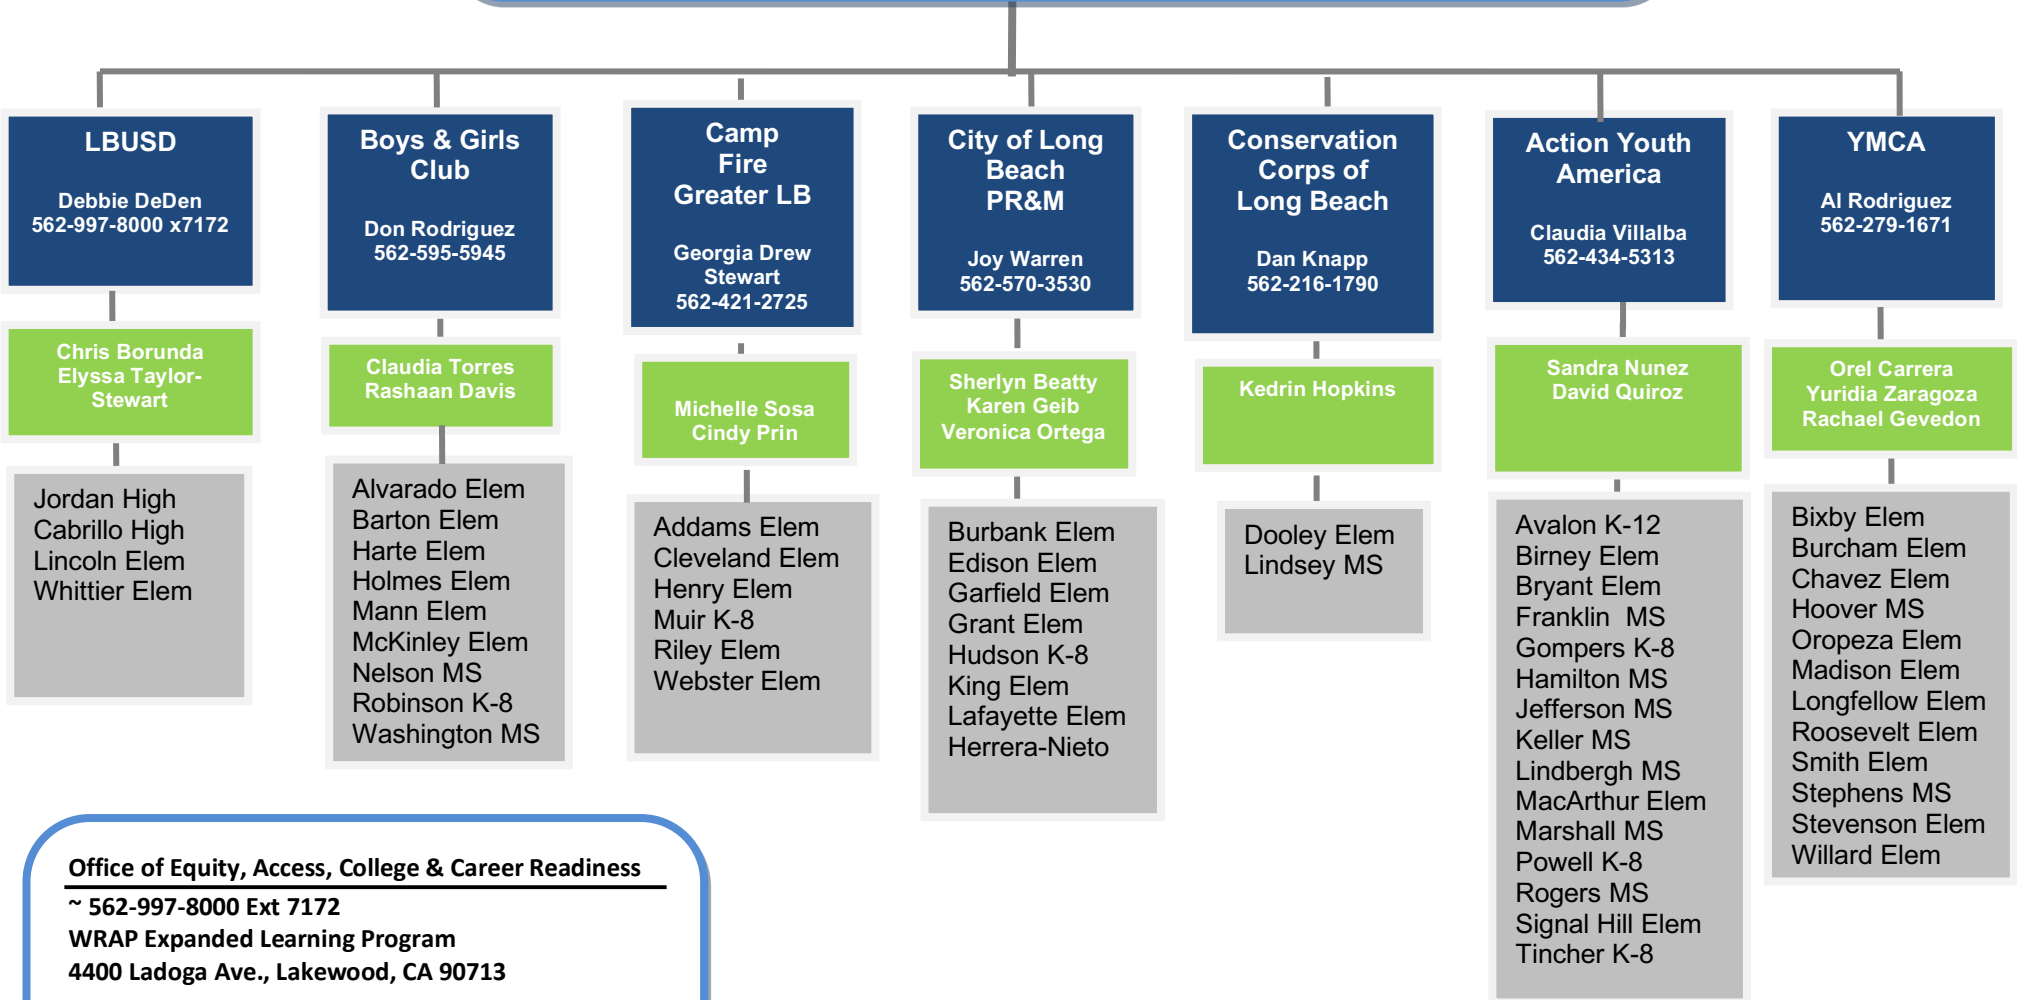 LBUSD
Debbie DeDen
562-997-8000 x7172
Chris Borunda
Elyssa Taylor-
Stewart
Jordan High
Cabrillo High
Lincoln Elem
Whittier Elem
Boys & Girls
Club
Don Rodriguez
562-595-5945
Claudia Torres
Rashaan Davis
Alvarado Elem
Barton Elem
Harte Elem
Holmes Elem
Mann Elem
McKinley Elem
Nelson MS
Robinson K-8
Washington MS
Camp
Fire
Greater LB
Georgia Drew
Stewart
562-421-2725
Michelle Sosa
Cindy Prin
Addams Elem
Cleveland Elem
Henry Elem
Muir K-8
Riley Elem
Webster Elem
City of Long
Beach
PR&M
Joy Warren
562-570-3530
Sherlyn Beatty
Karen Geib
Veronica Ortega
Burbank Elem
Edison Elem
Garfield Elem
Grant Elem
Hudson K-8
King Elem
Lafayette Elem
Herrera-Nieto
Conservation
Corps of
Long Beach
Dan Knapp
562-216-1790
Kedrin Hopkins
Dooley Elem
Lindsey MS
Action Youth
America
Claudia Villalba
562-434-5313
Sandra Nunez
David Quiroz
Avalon K-12
Birney Elem
Bryant Elem
Franklin  MS
Gompers K-8
Hamilton MS
Jefferson MS
Keller MS
Lindbergh MS
MacArthur Elem
Marshall MS
Powell K-8
Rogers MS
Signal Hill Elem
Tincher K-8
YMCA
Al Rodriguez
562-279-1671
Orel Carrera
Yuridia Zaragoza
Rachael Gevedon
Bixby Elem
Burcham Elem
Chavez Elem
Hoover MS
Oropeza Elem
Madison Elem
Longfellow Elem
Roosevelt Elem
Smith Elem
Stephens MS
Stevenson Elem
Willard Elem
Office of Equity, Access, College & Career Readiness
~ 562-997-8000 Ext 7172
WRAP Expanded Learning Program
4400 Ladoga Ave., Lakewood, CA 90713